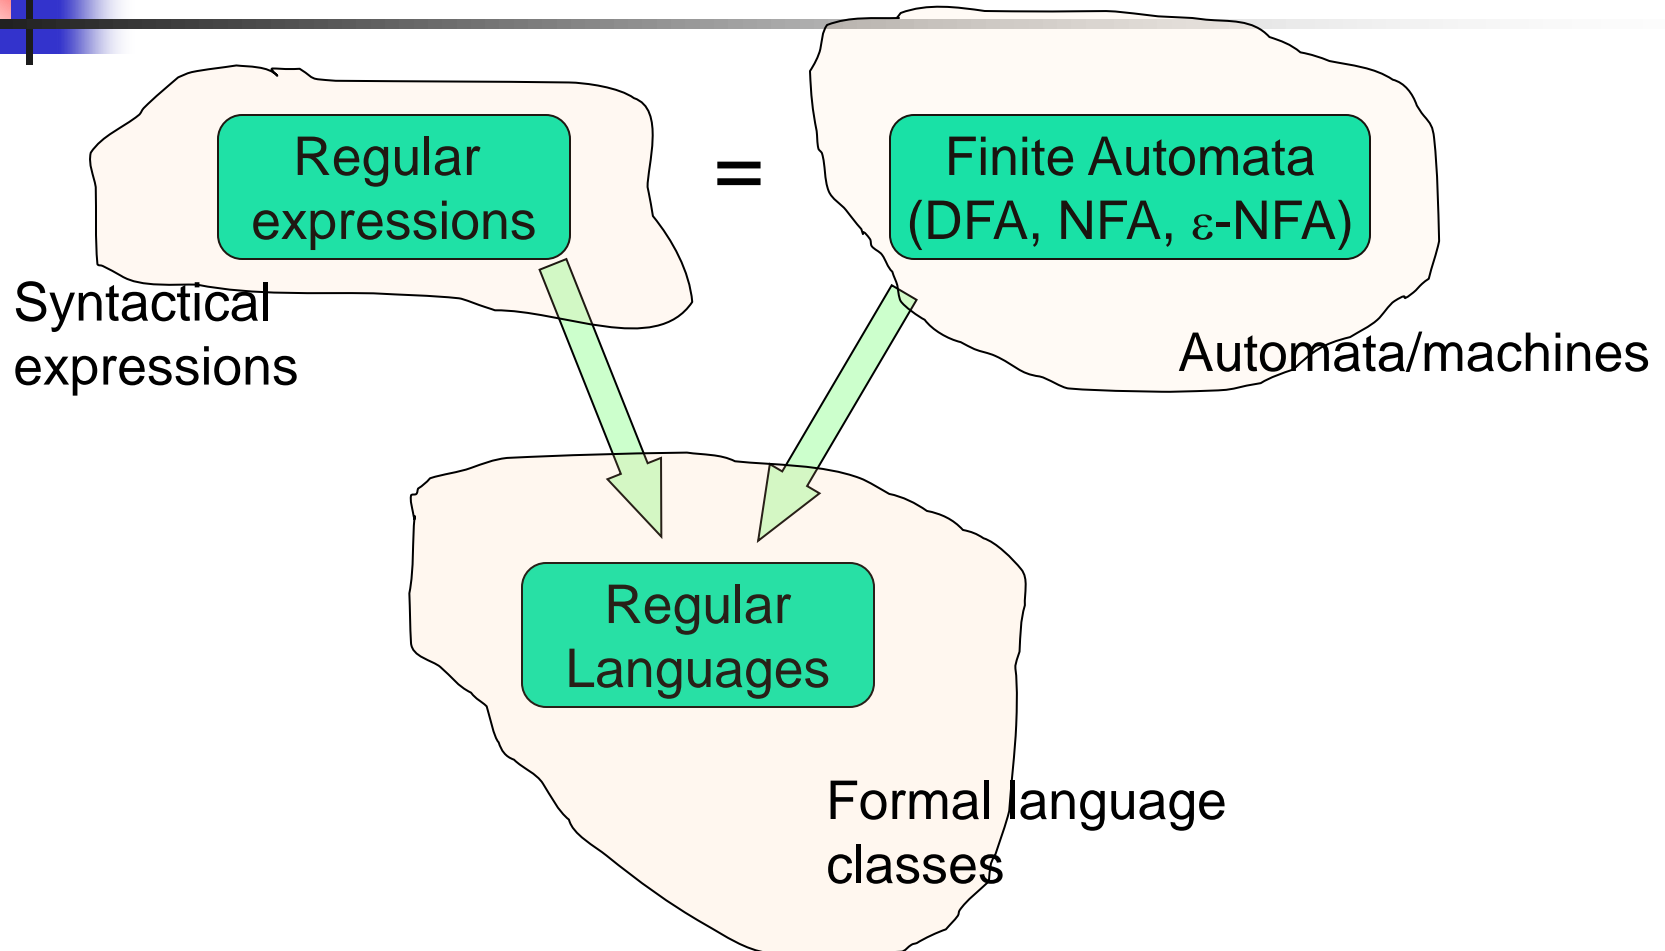 Regular
expressions
=
Finite Automata
(DFA, NFA, ε-NFA)
Syntactical
expressions
Automata/machines
Regular
Languages
Formal language
classes